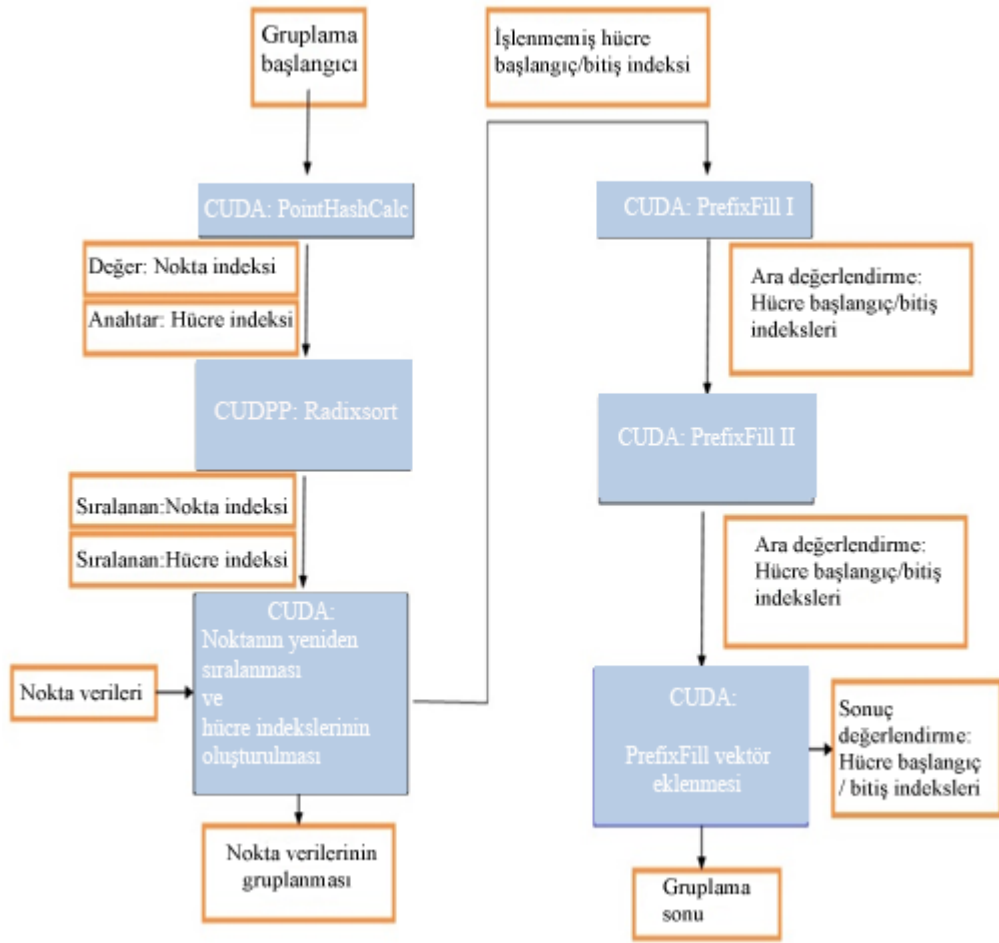 Gruplama
başlangıcı
CUDA: PointHashCalc
Değer: Nokta indeksi
Anahtar: Hücre indeksi
CUDPP: Radixsort
Sıralanan:Nokta indeksi
Sıralanan:Hücre indeksi
CUDA:
Noktanın yeniden
sıralanması
ve
hücre indekslerinin
oluşturulması
Nokta verileri
Nokta verilerinin
gruplanması
İşlenmemiş hücre
başlangıç/bitiş indeksi
CUDA: PrefixFill I
Ara değerlendirme:
Hücre başlangıç/bitiş
indeksleri
CUDA: PrefixFill II
Ara değerlendirme:
Hücre başlangıç/bitiş
indeksleri
CUDA:
PrefixFill vektör
eklenmesi
Sonuç
değerlendirme:
Hücre başlangıç
/ bitiş indeksleri
Gruplama
sonu